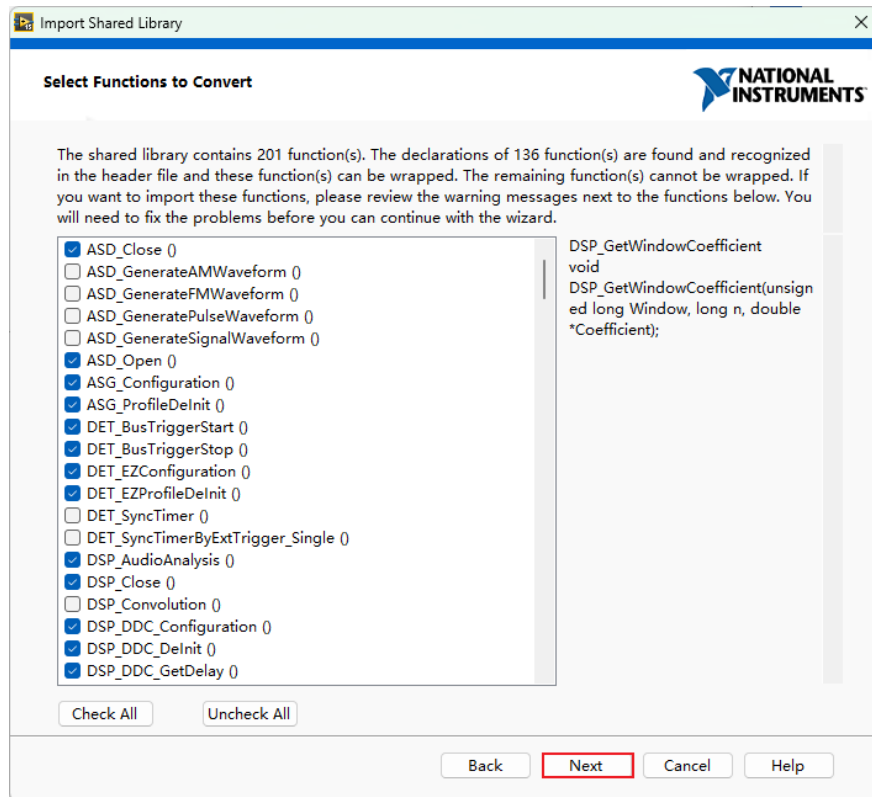 Import Shared Library
Select Functions to Convert
NATIONAL
INSTRUMENTS
The shared library contains 201 function(s). The declarations of 136 function(s) are found and recognized
in the header file and these function(s) can be wrapped. The remaining function(s) cannot be wrapped. If
you want to import these functions, please review the warning messages next to the functions below. You
will need to fix the problems before you can continue with the wizard.
ASD_Close ()
ASD_GenerateAMWaveform ()
ASD_GenerateFMWaveform ()
ASD_GeneratePulseWaveform ()
ASD_GenerateSignalWaveform ()
ASD_Open ()
ASG_Configuration ()
ASG_ProfileDeInit ()
DET_BusTriggerStart ()
DET_BusTriggerStop ()
DET_EZConfiguration ()
DET_EZProfileDeInit ()
DET_SyncTimer ()
DET_SyncTimerByExtTrigger_Single ()
DSP_AudioAnalysis ()
DSP_Close ()
DSP_Convolution ()
DSP_DDC_Configuration ()
DSP_DDC_DeInit ()
DSP_DDC_GetDelay ()
DSP_GetWindowCoefficient
void
DSP_GetWindowCoefficient(unsign
ed long Window, long n, double
*Coefficient);
Check All
Uncheck All
Back
Next
Cancel
Help